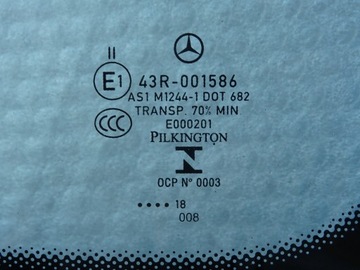 II
E1 43R-001586
AS1 M1244-1 DOT 682
TRANSP. 70% MIN
CCC E000201
PILKINGTON
N
OCP Nº 0003
.... 18
008